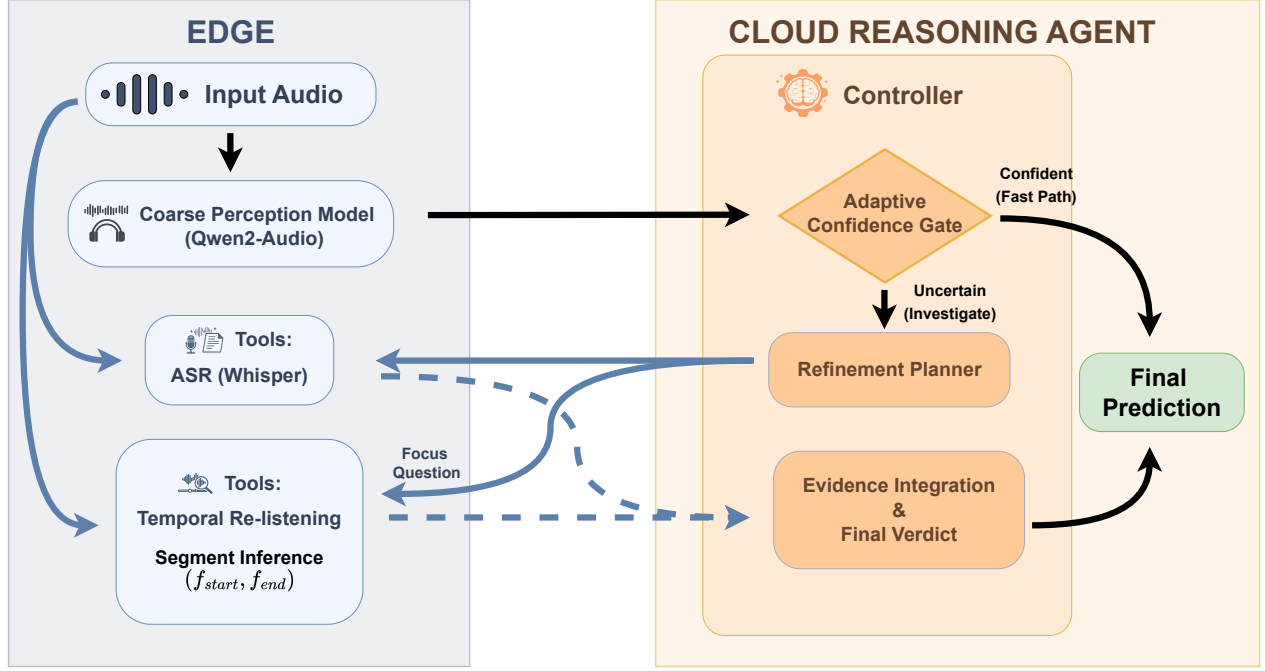 EDGE
Input Audio
Coarse Perception Model
(Qwen2-Audio)
Tools:
ASR (Whisper)
Tools:
Temporal Re-listening
Segment Inference
(f_start, f_end)
Focus
Question
CLOUD REASONING AGENT
Controller
Adaptive
Confidence Gate
Confident
(Fast Path)
Uncertain
(Investigate)
Refinement Planner
Evidence Integration
&
Final Verdict
Final
Prediction